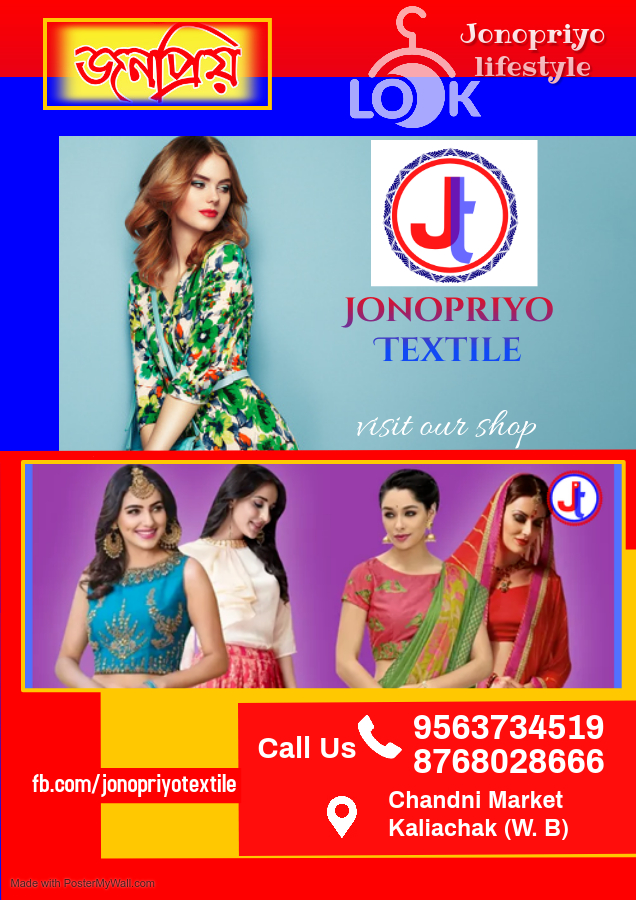 জনপ্রিয়
Jonopriyo
lifestyle
LOOK
Jt
JONOPRIYO
TEXTILE
visit our shop
Jt
Call Us
9563734519
8768028666
fb.com/jonopriyotextile
Chandni Market
Kaliachak (W. B)
Made with PosterMyWall.com